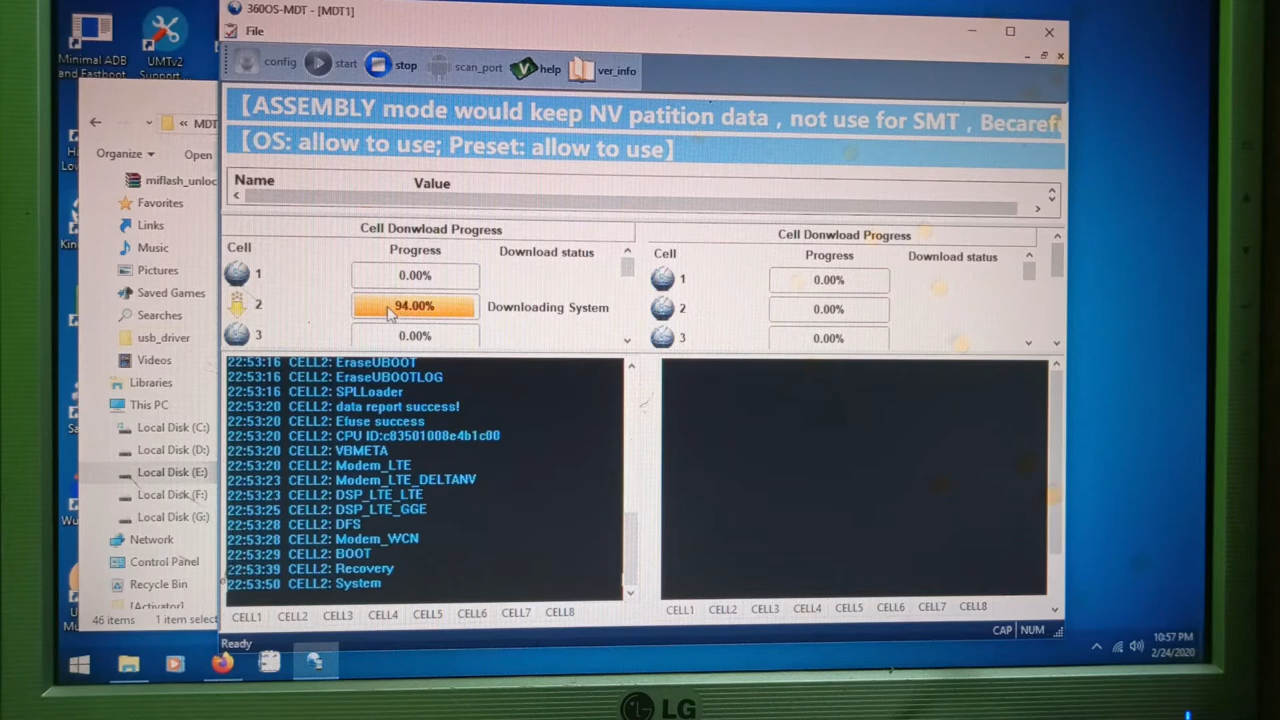 360OS-MDT - [MDT1]
File
config start stop scan_port help ver_info
【ASSEMBLY mode would keep NV patition data , not use for SMT ,
【OS: allow to use; Preset: allow to use】
Name Value
Cell Donwload Progress
Cell Progress Download status
1 0.00%
2 94.00% Downloading System
3 0.00%
Cell Donwload Progress
Cell Progress Download status
1 0.00%
2 0.00%
3 0.00%
22:53:16 CELL2: EraseUBOOT
22:53:16 CELL2: EraseUBOOTLOG
22:53:16 CELL2: SPLLoader
22:53:20 CELL2: data report success!
22:53:20 CELL2: Efuse success
22:53:20 CELL2: CPU ID:c83501008e4b1c00
22:53:20 CELL2: VBMETA
22:53:20 CELL2: Modem_LTE
22:53:23 CELL2: Modem_LTE_DELTANV
22:53:23 CELL2: DSP_LTE_LTE
22:53:25 CELL2: DSP_LTE_GGE
22:53:28 CELL2: DFS
22:53:28 CELL2: Modem_WCN
22:53:29 CELL2: BOOT
22:53:39 CELL2: Recovery
22:53:50 CELL2: System
CELL1 CELL2 CELL3 CELL4 CELL5 CELL6 CELL7 CELL8
CELL1 CELL2 CELL3 CELL4 CELL5 CELL6 CELL7 CELL8
Ready
CAP NUM
Minimal ADB
and Fastboot
UMTv2
Support...
« MDT
Organize Open
miflash_unloc
Favorites
Links
Music
Pictures
Saved Games
Searches
usb_driver
Videos
Libraries
This PC
Local Disk (C:)
Local Disk (D:)
Local Disk (E:)
Local Disk (F:)
Local Disk (G:)
Network
Control Panel
Recycle Bin
[Activator]
46 items 1 item select
10:57 PM
2/24/2020
LG